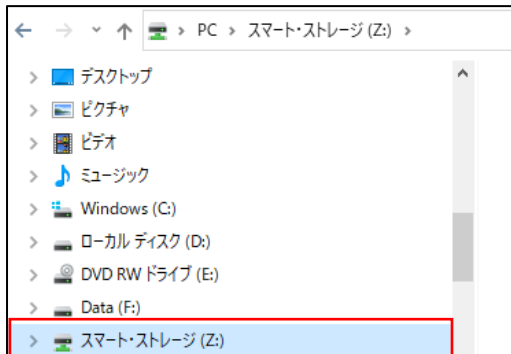 PC > スマート・ストレージ (Z:) >
デスクトップ
ピクチャ
ビデオ
ミュージック
Windows (C:)
ローカル ディスク (D:)
DVD RW ドライブ (E:)
Data (F:)
スマート・ストレージ (Z:)